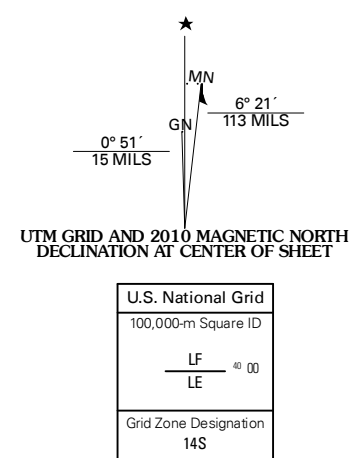 ★
MN
6° 21´
113 MILS
GN
0° 51´
15 MILS
UTM GRID AND 2010 MAGNETIC NORTH
DECLINATION AT CENTER OF SHEET
U.S. National Grid
100,000-m Square ID
LF
40 00
LE
Grid Zone Designation
14S